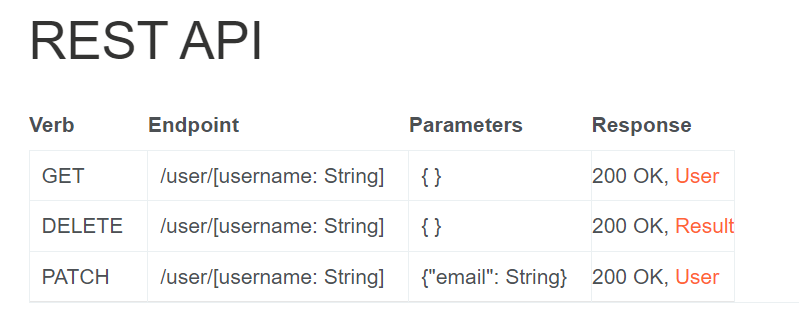 REST API
Verb Endpoint Parameters Response
GET /user/[username: String] { } 200 OK, User
DELETE /user/[username: String] { } 200 OK, Result
PATCH /user/[username: String] {"email": String} 200 OK, User